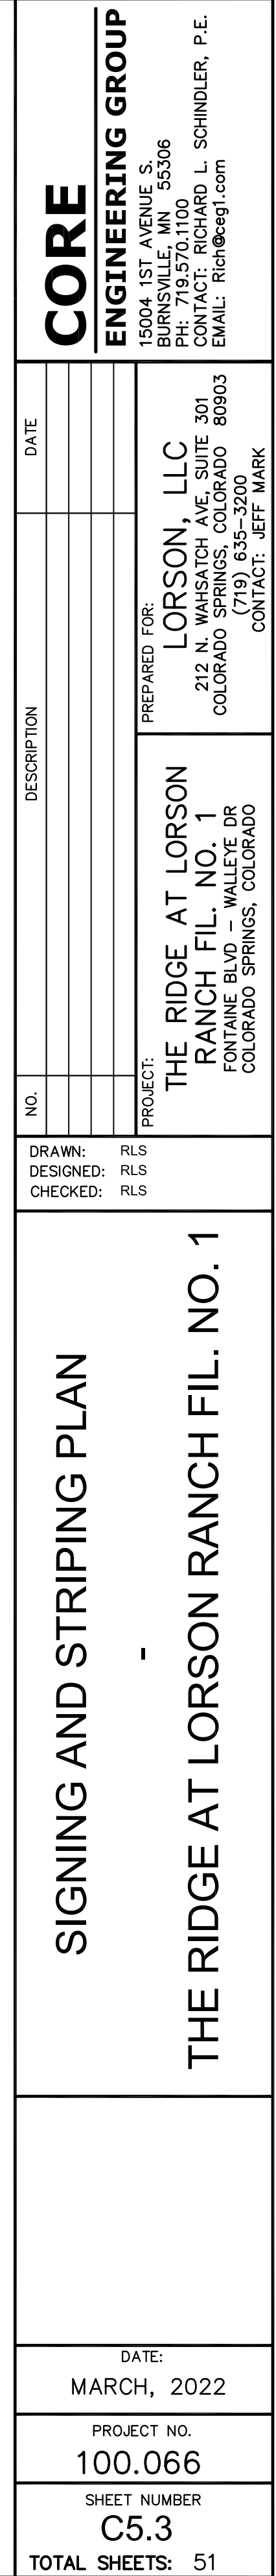 CORE
ENGINEERING GROUP
15004 1ST AVENUE S.
BURNSVILLE, MN 55306
PH: 719.570.1100
CONTACT: RICHARD L. SCHINDLER, P.E.
EMAIL: Rich@ceg1.com
NO. DESCRIPTION DATE
PREPARED FOR:
LORSON, LLC
212 N. WAHSATCH AVE, SUITE 301
COLORADO SPRINGS, COLORADO 80903
(719) 635-3200
CONTACT: JEFF MARK
PROJECT:
THE RIDGE AT LORSON
RANCH FIL. NO. 1
FONTAINE BLVD - WALLEYE DR
COLORADO SPRINGS, COLORADO
DRAWN: RLS
DESIGNED: RLS
CHECKED: RLS
SIGNING AND STRIPING PLAN
-
THE RIDGE AT LORSON RANCH FIL. NO. 1
DATE:
MARCH, 2022
PROJECT NO.
100.066
SHEET NUMBER
C5.3
TOTAL SHEETS: 51